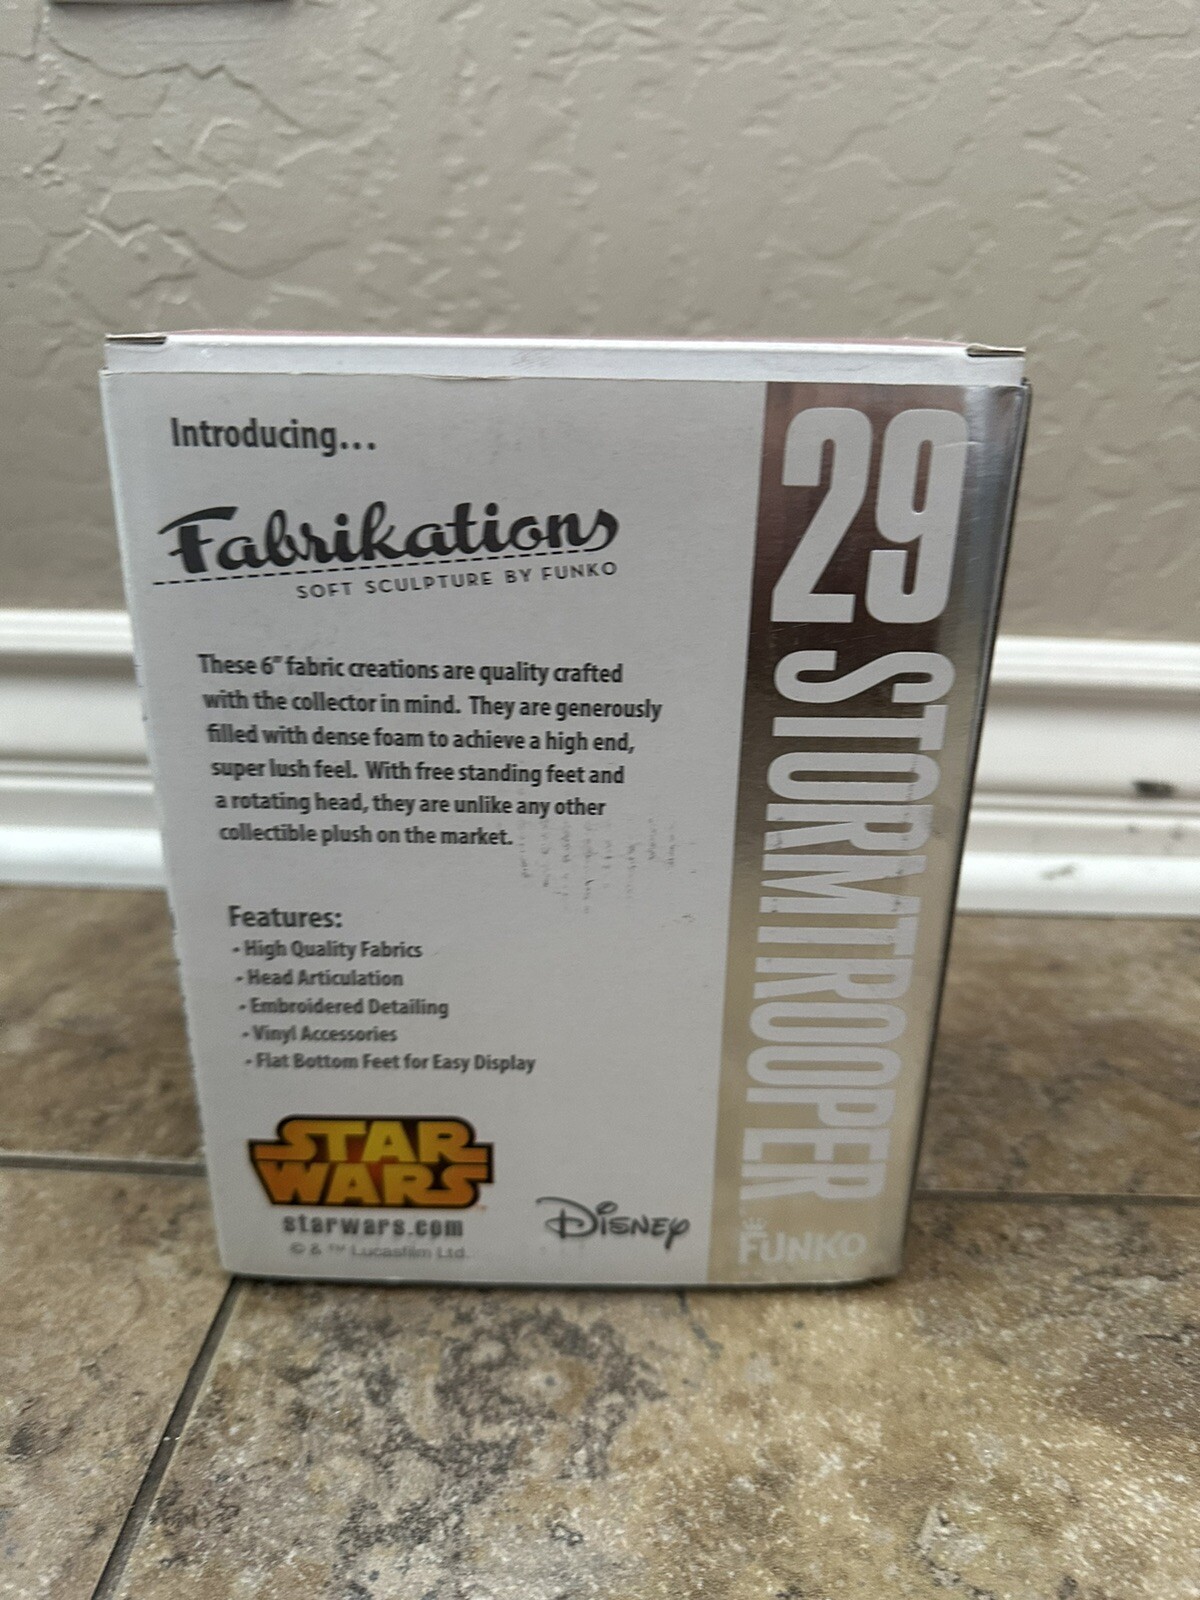 Introducing...
Fabrikations
SOFT SCULPTURE BY FUNKO
These 6" fabric creations are quality crafted
with the collector in mind. They are generously
filled with dense foam to achieve a high end,
super lush feel. With free standing feet and
a rotating head, they are unlike any other
collectible plush on the market.
Features:
• High Quality Fabrics
• Head Articulation
• Embroidered Detailing
• Vinyl Accessories
• Flat Bottom Feet for Easy Display
STAR
WARS
starwars.com
© & ™ Lucasfilm Ltd.
Disney
29 STORMTROOPER
FUNKO